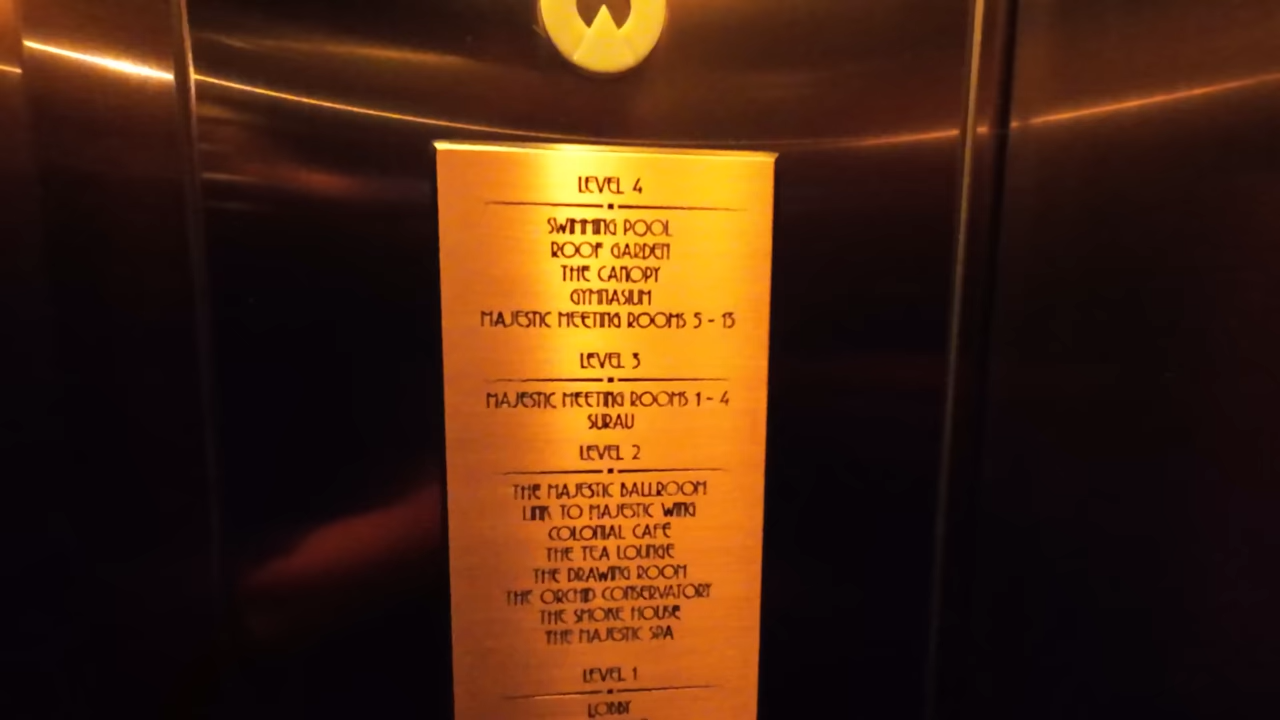 LEVEL 4
SWIMMING POOL
ROOF GARDEN
THE CANOPY
GYMNASIUM
MAJESTIC MEETING ROOMS 5 - 13
LEVEL 3
MAJESTIC MEETING ROOMS 1 - 4
SURAU
LEVEL 2
THE MAJESTIC BALLROOM
LINK TO MAJESTIC WING
COLONIAL CAFE
THE TEA LOUNGE
THE DRAWING ROOM
THE ORCHID CONSERVATORY
THE SMOKE HOUSE
THE MAJESTIC SPA
LEVEL 1
LOBBY